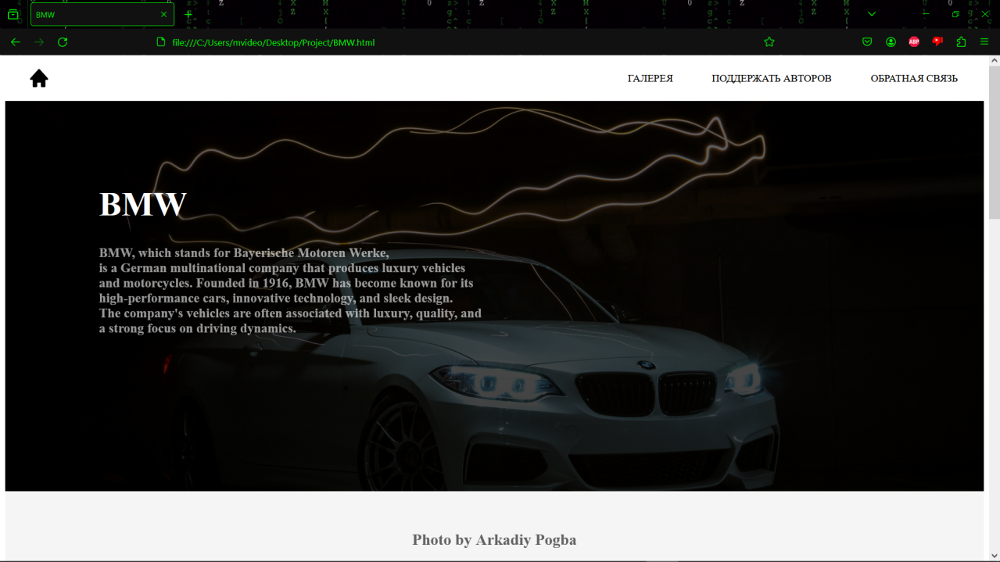 BMW
file:///C:/Users/mvideo/Desktop/Project/BMW.html
ABP
ГАЛЕРЕЯ
ПОДДЕРЖАТЬ АВТОРОВ
ОБРАТНАЯ СВЯЗЬ
BMW
BMW, which stands for Bayerische Motoren Werke,
is a German multinational company that produces luxury vehicles
and motorcycles. Founded in 1916, BMW has become known for its
high-performance cars, innovative technology, and sleek design.
The company's vehicles are often associated with luxury, quality, and
a strong focus on driving dynamics.
Photo by Arkadiy Pogba